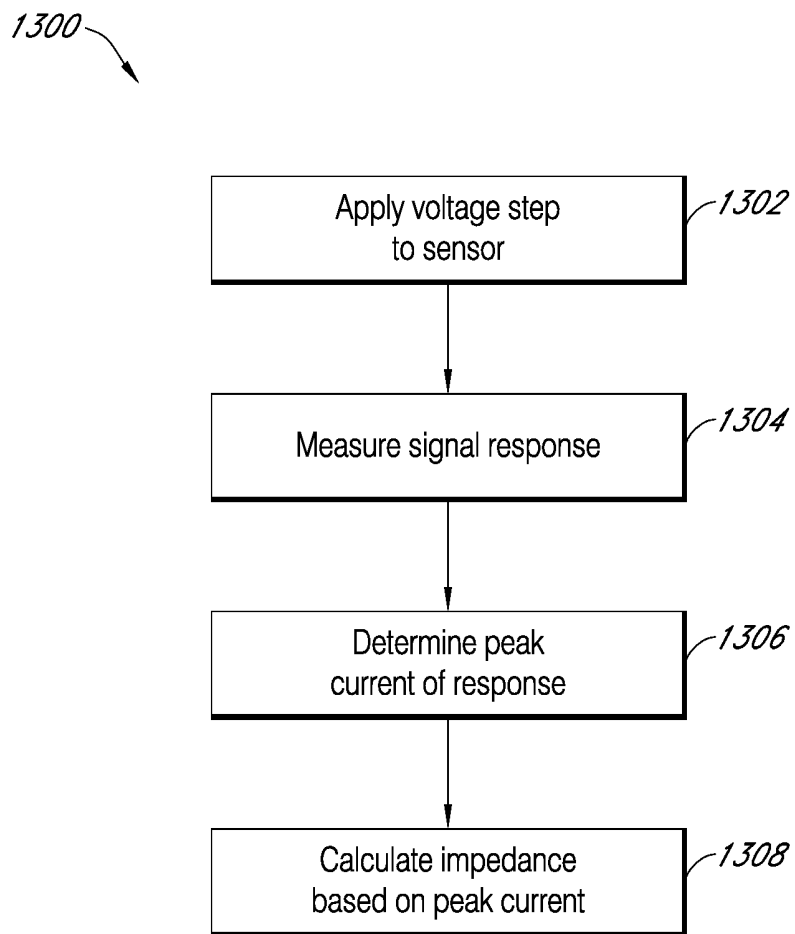 1300
Apply voltage step
to sensor
1302
Measure signal response
1304
Determine peak
current of response
1306
Calculate impedance
based on peak current
1308